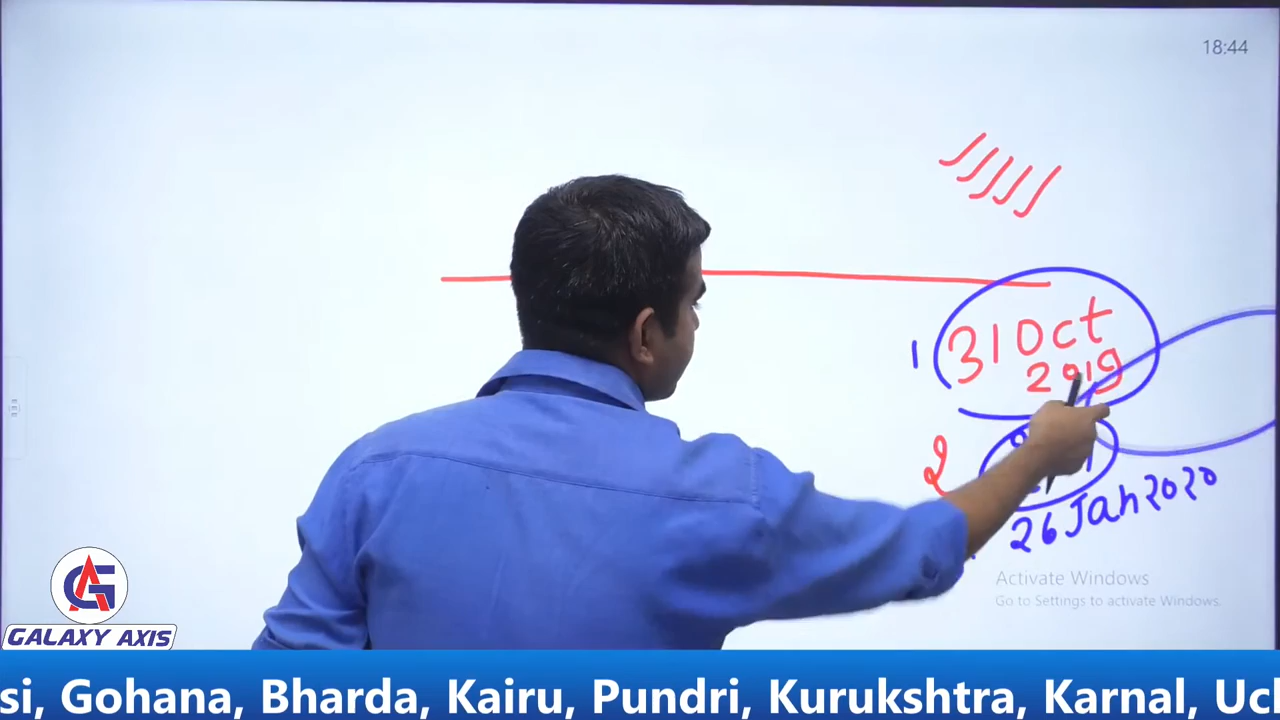 18:44
1 31 Oct
2019
2
26 Jan 2020
Activate Windows
Go to Settings to activate Windows.
GALAXY AXIS
si, Gohana, Bharda, Kairu, Pundri, Kurukshtra, Karnal,